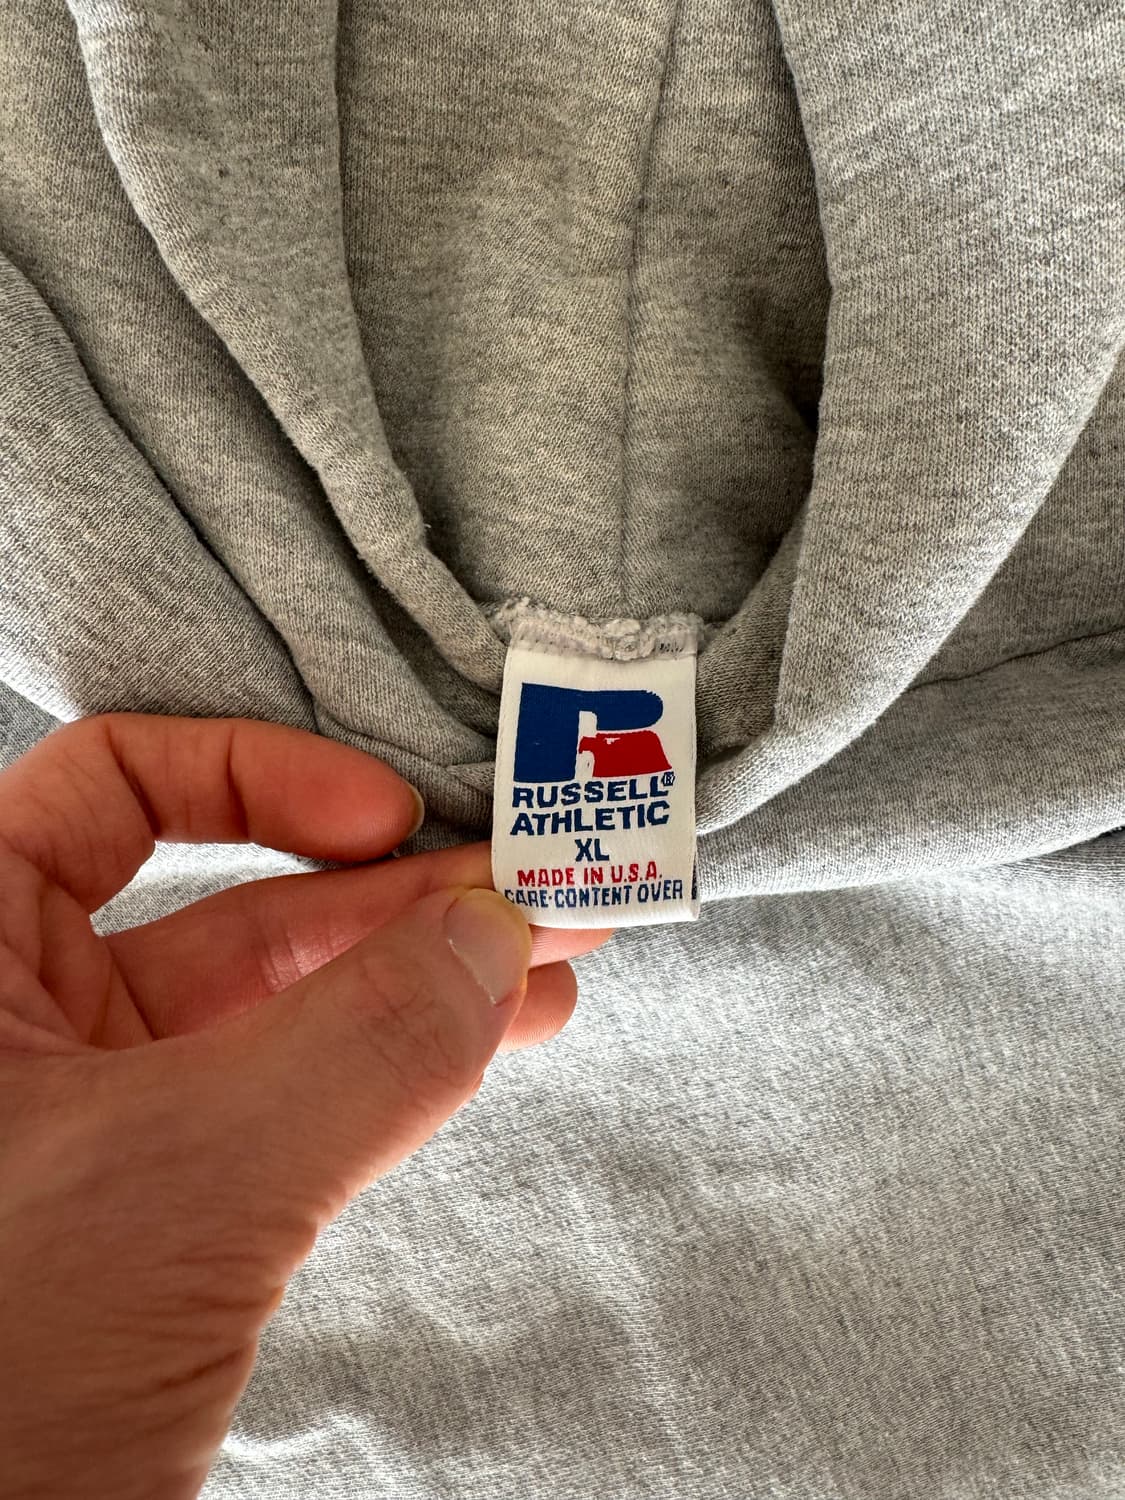 RUSSELL®
ATHLETIC
XL
MADE IN U.S.A.
CARE-CONTENT OVER